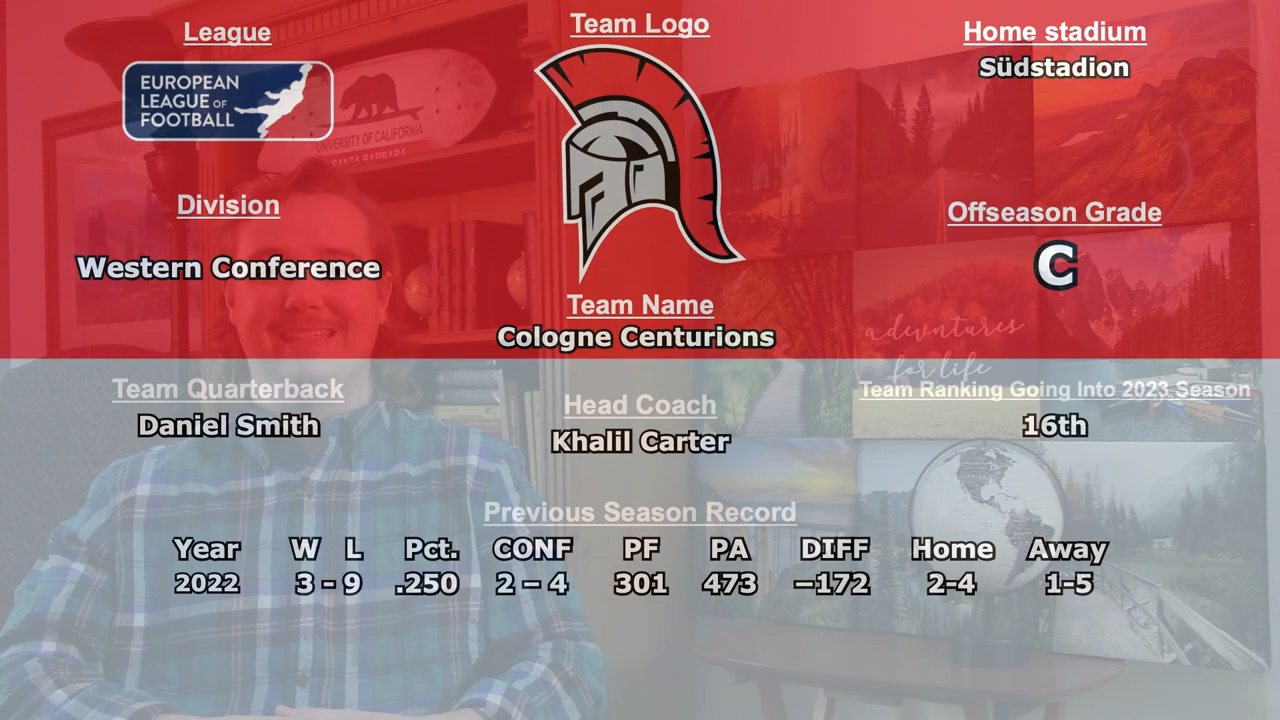 League
EUROPEAN
LEAGUE OF
FOOTBALL
Team Logo
Home stadium
Südstadion
UNIVERSITY OF CALIFORNIA
SANTA BARBARA
Division
Western Conference
Offseason Grade
C
Team Name
Cologne Centurions
adventures
for life
Team Quarterback
Daniel Smith
Head Coach
Khalil Carter
Team Ranking Going Into 2023 Season
16th
Previous Season Record
Year W L Pct. CONF PF PA DIFF Home Away
2022 3 - 9 .250 2 – 4 301 473 –172 2-4 1-5